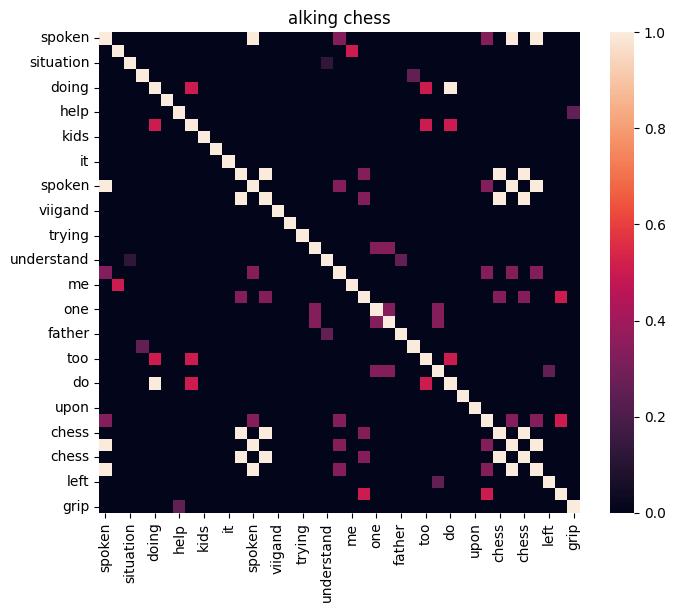 alking chess
spoken
situation
doing
help
kids
it
spoken
viigand
trying
understand
me
one
father
too
do
upon
chess
chess
left
grip
spoken
situation
doing
help
kids
it
spoken
viigand
trying
understand
me
one
father
too
do
upon
chess
chess
left
grip
1.0
0.8
0.6
0.4
0.2
0.0